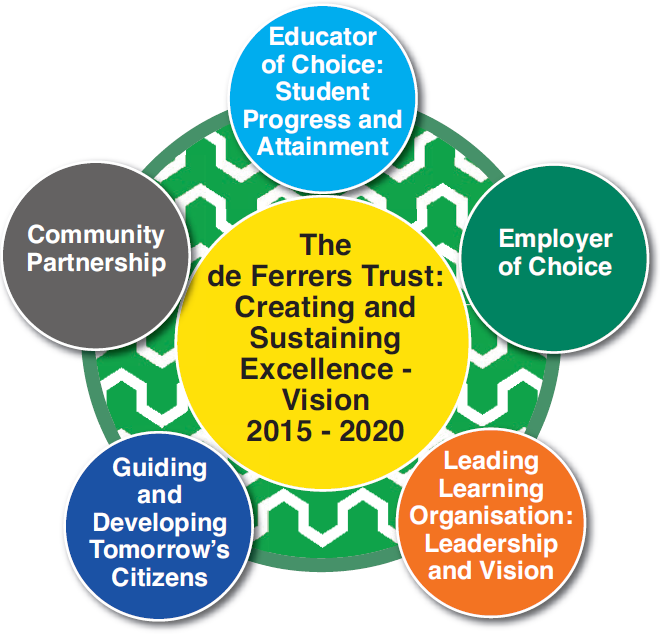 Educator
of Choice:
Student
Progress and
Attainment
Community
Partnership
Employer
of Choice
The
de Ferrers Trust:
Creating and
Sustaining
Excellence -
Vision
2015 - 2020
Guiding
and
Developing
Tomorrow’s
Citizens
Leading
Learning
Organisation:
Leadership
and Vision